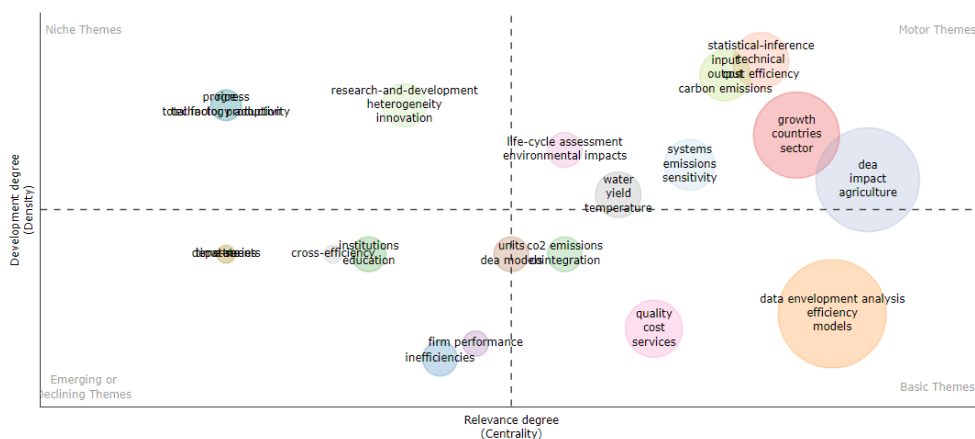 Niche Themes
Motor Themes
statistical-inference
input technical
output cost efficiency
carbon emissions
rice
progress
total factor productivity
research-and-development
heterogeneity
innovation
growth
countries
sector
life-cycle assessment
environmental impacts
systems
emissions
sensitivity
dea
impact
agriculture
water
yield
temperature
Development degree
(Density)
cross-efficiency
institutions
education
units
dea models
co2 emissions
cointegration
data envelopment analysis
efficiency
models
quality
cost
services
firm performance
inefficiencies
Emerging or
Declining Themes
Basic Themes
Relevance degree
(Centrality)